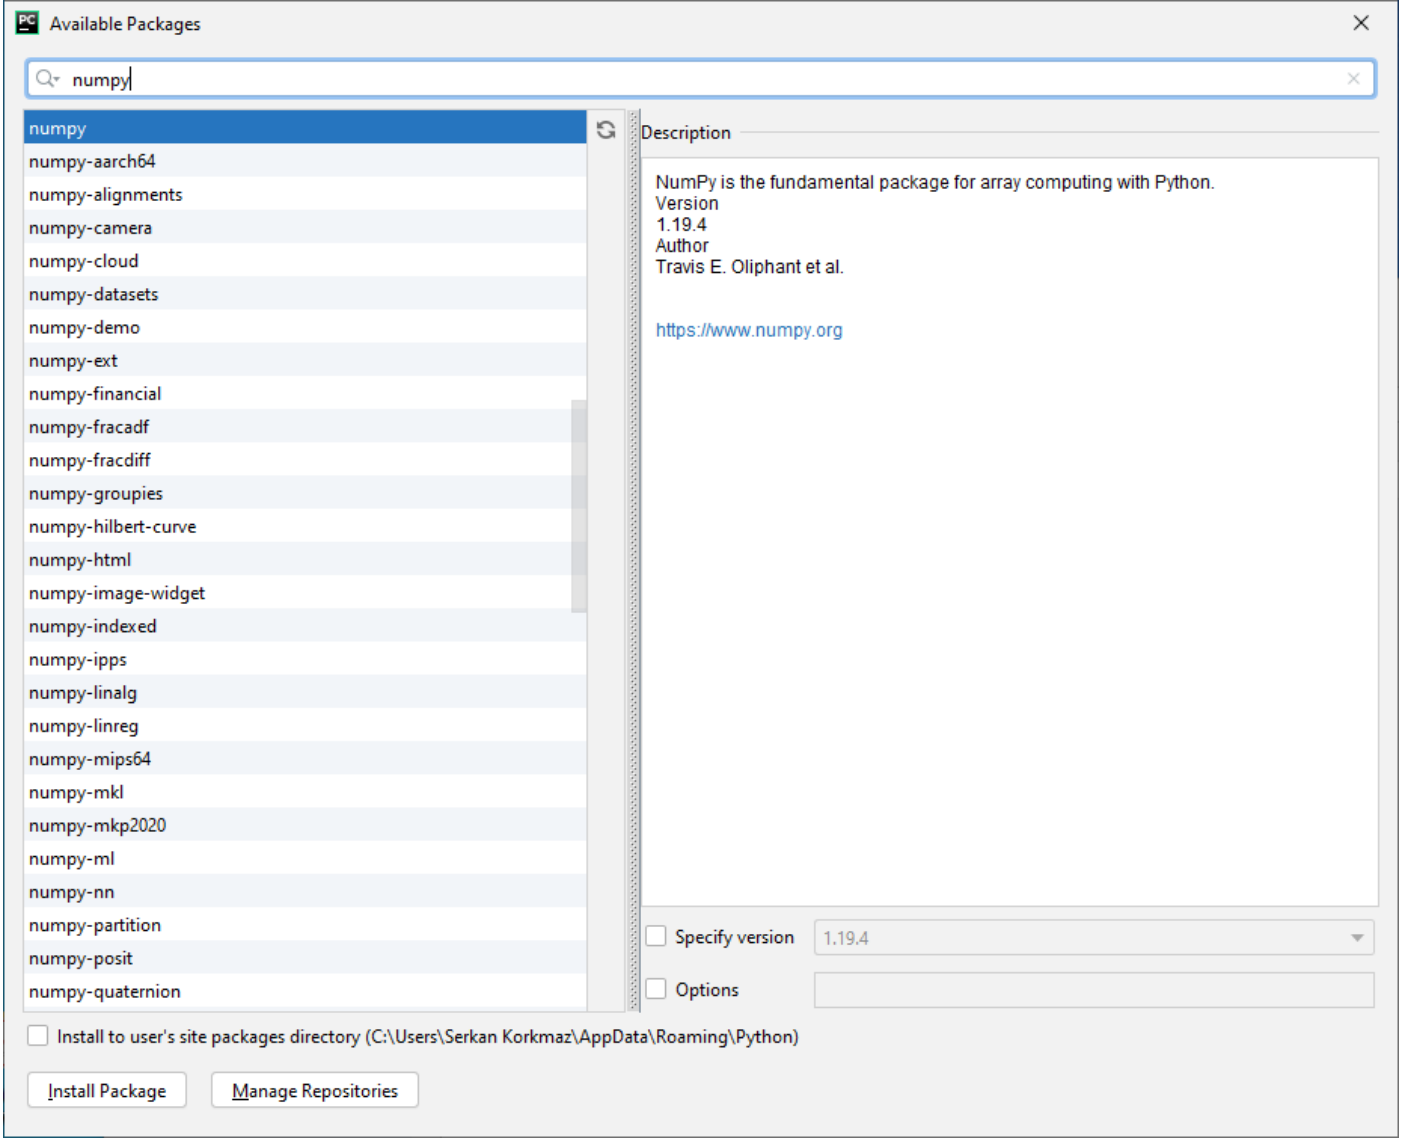 PC
Available Packages
numpy
numpy
numpy-aarch64
numpy-alignments
numpy-camera
numpy-cloud
numpy-datasets
numpy-demo
numpy-ext
numpy-financial
numpy-fracadf
numpy-fracdiff
numpy-groupies
numpy-hilbert-curve
numpy-html
numpy-image-widget
numpy-indexed
numpy-ipps
numpy-linalg
numpy-linreg
numpy-mips64
numpy-mkl
numpy-mkp2020
numpy-ml
numpy-nn
numpy-partition
numpy-posit
numpy-quaternion
Description
NumPy is the fundamental package for array computing with Python.
Version
1.19.4
Author
Travis E. Oliphant et al.
https://www.numpy.org
Specify version 1.19.4
Options
Install to user's site packages directory (C:\Users\Serkan Korkmaz\AppData\Roaming\Python)
Install Package Manage Repositories